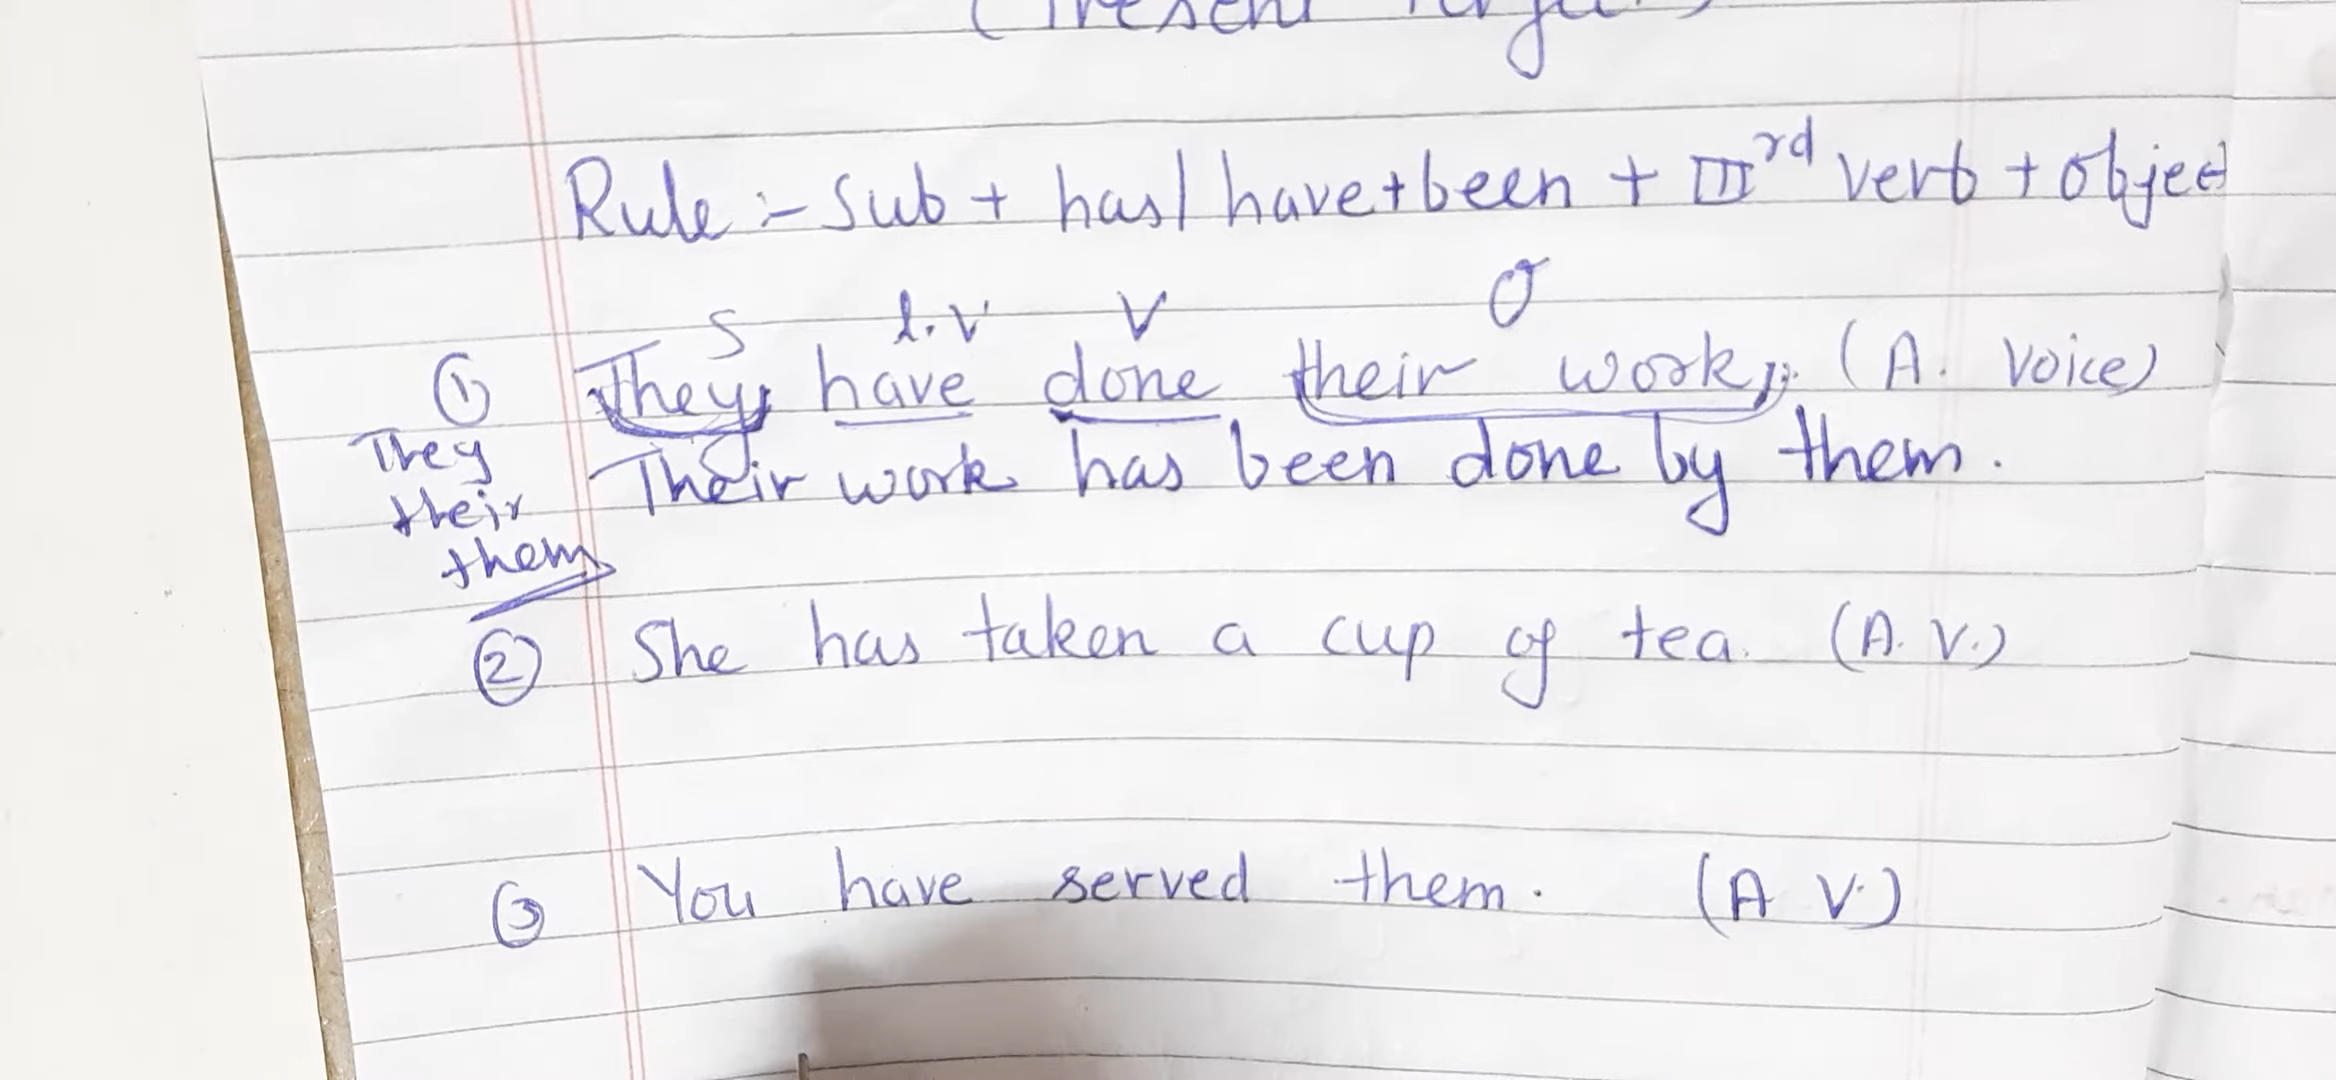 (Present
Rule :- Sub + has/ have + been + IIIrd verb + object
S h.v V O
① They have done their work. (A. Voice)
They
their
them
Their work has been done by them.
② She has taken a cup of tea. (A. V.)
③ You have served them. (A V.)